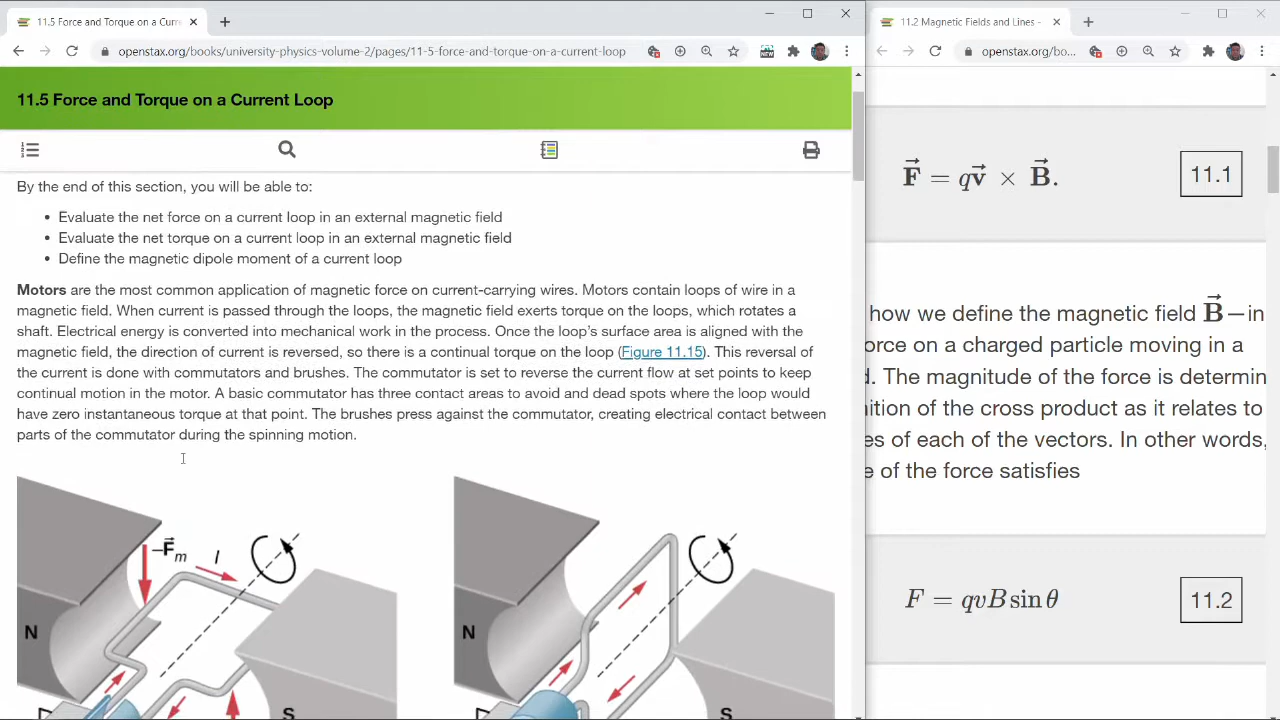 11.5 Force and Torque on a Curr
openstax.org/books/university-physics-volume-2/pages/11-5-force-and-torque-on-a-current-loop
NEW
11.5 Force and Torque on a Current Loop
By the end of this section, you will be able to:
• Evaluate the net force on a current loop in an external magnetic field
• Evaluate the net torque on a current loop in an external magnetic field
• Define the magnetic dipole moment of a current loop
Motors are the most common application of magnetic force on current-carrying wires. Motors contain loops of wire in a
magnetic field. When current is passed through the loops, the magnetic field exerts torque on the loops, which rotates a
shaft. Electrical energy is converted into mechanical work in the process. Once the loop's surface area is aligned with the
magnetic field, the direction of current is reversed, so there is a continual torque on the loop (Figure 11.15). This reversal of
the current is done with commutators and brushes. The commutator is set to reverse the current flow at set points to keep
continual motion in the motor. A basic commutator has three contact areas to avoid and dead spots where the loop would
have zero instantaneous torque at that point. The brushes press against the commutator, creating electrical contact between
parts of the commutator during the spinning motion.
−F⃗m
I
N
S
N
S
11.2 Magnetic Fields and Lines -
openstax.org/bo...
F⃗ = qv⃗ × B⃗.
11.1
how we define the magnetic field B⃗—in
orce on a charged particle moving in a
d. The magnitude of the force is determin
nition of the cross product as it relates to
es of each of the vectors. In other words,
e of the force satisfies
F = qvB sin θ
11.2